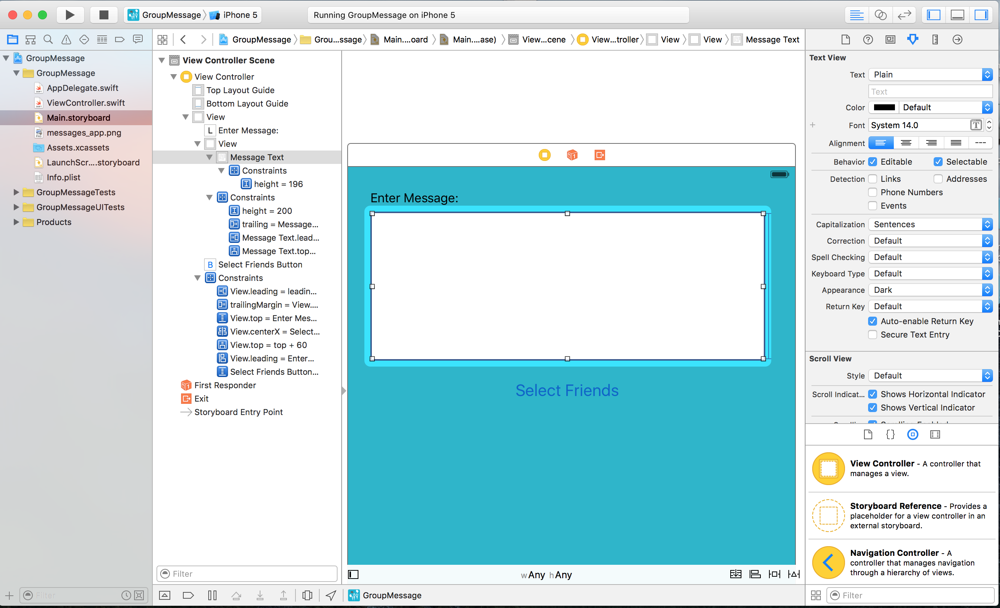 GroupMessage iPhone 5
Running GroupMessage on iPhone 5
GroupMessage Grou...ssage Main....oard Main....ase) View...cene View...troller View View Message Text
GroupMessage
GroupMessage
AppDelegate.swift
ViewController.swift
Main.storyboard
messages_app.png
Assets.xcassets
LaunchScr....storyboard
Info.plist
GroupMessageTests
GroupMessageUITests
Products
Filter
View Controller Scene
View Controller
Top Layout Guide
Bottom Layout Guide
View
L Enter Message:
View
Message Text
Constraints
height = 196
Constraints
height = 200
trailing = Message...
Message Text.lead...
Message Text.top...
B Select Friends Button
Constraints
View.leading = leadin...
trailingMargin = View....
View.top = Enter Mes...
View.centerX = Select...
View.top = top + 60
View.leading = Enter...
Select Friends Button...
First Responder
Exit
Storyboard Entry Point
Filter
Enter Message:
Select Friends
wAny hAny
GroupMessage
Text View
Text Plain
Text
Color Default
Font System 14.0
Alignment
Behavior Editable Selectable
Detection Links Addresses
Phone Numbers
Events
Capitalization Sentences
Correction Default
Spell Checking Default
Keyboard Type Default
Appearance Dark
Return Key Default
Auto-enable Return Key
Secure Text Entry
Scroll View
Style Default
Scroll Indicat... Shows Horizontal Indicator
Shows Vertical Indicator
View Controller - A controller that
manages a view.
Storyboard Reference - Provides a
placeholder for a view controller in an
external storyboard.
Navigation Controller - A
controller that manages navigation
through a hierarchy of views.
Filter